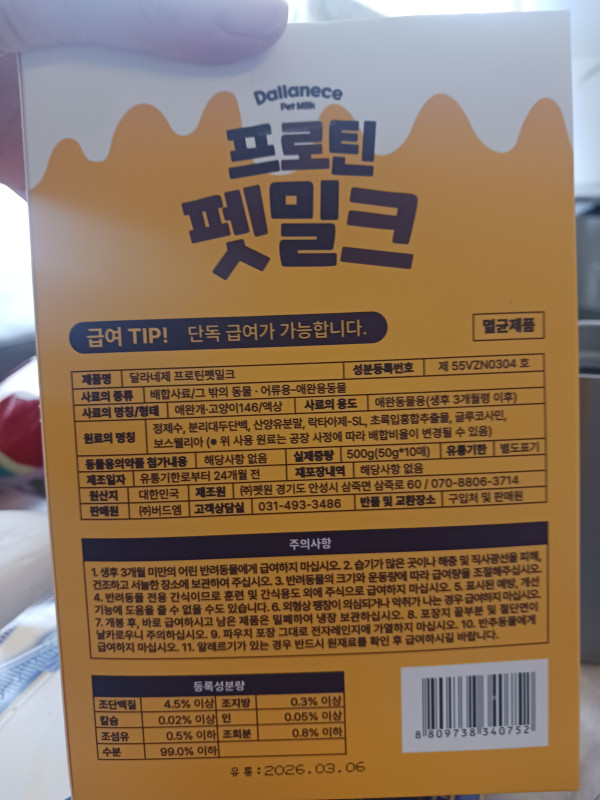 Dallanece
Pet Milk
프로틴
펫밀크
급여 TIP! 단독 급여가 가능합니다.
멸균제품
제품명 달라네제 프로틴펫밀크 성분등록번호 제 55VZN0304 호
사료의 종류 배합사료/그 밖의 동물·어류용-애완용동물
사료의 명칭/형태 애완개·고양이146/액상 사료의 용도 애완동물용(생후 3개월령 이후)
원료의 명칭 정제수, 분리대두단백, 산양유분말, 락타아제-SL, 초록입홍합추출물, 글루코사민,
보스웰리아 (● 위 사용 원료는 공장 사정에 따라 배합비율이 변경될 수 있음)
동물용의약품 첨가내용 해당사항 없음 실제중량 500g(50g*10매) 유통기한 별도표기
제조일자 유통기한로부터 24개월 전 재포장내역 해당사항 없음
원산지 대한민국 제조원 ㈜펫원 경기도 안성시 삼죽면 삼죽로 60 / 070-8806-3714
판매원 ㈜버드엠 고객상담실 031-493-3486 반품 및 교환장소 구입처 및 판매원
주의사항
1. 생후 3개월 미만의 어린 반려동물에게 급여하지 마십시오. 2. 습기가 많은 곳이나 해충 및 직사광선을 피해,
건조하고 서늘한 장소에 보관하여 주십시오. 3. 반려동물의 크기와 운동량에 따라 급여량을 조절해주십시오.
4. 반려동물 전용 간식이므로 훈련 및 간식용도 외에 주식으로 급여하지 마십시오. 5. 표시된 예방, 개선
기능에 도움을 줄 수 없을 수도 있습니다. 6. 외형상 팽창이 의심되거나 악취가 나는 경우 급여하지 마십시오.
7. 개봉 후, 바로 급여하시고 남은 제품은 밀폐하여 냉장 보관하십시오. 8. 포장지 끝부분 및 절단면이
날카로우니 주의하십시오. 9. 파우치 포장 그대로 전자레인지에 가열하지 마십시오. 10. 반추동물에게
급여하지 마십시오. 11. 알레르기가 있는 경우 반드시 원재료를 확인 후 급여하시길 바랍니다.
등록성분량
조단백질 4.5% 이상 조지방 0.3% 이상
칼슘 0.02% 이상 인 0.05% 이상
조섬유 0.5% 이하 조회분 0.8% 이하
수분 99.0% 이하
8 809738 340752
유통:2026.03.06